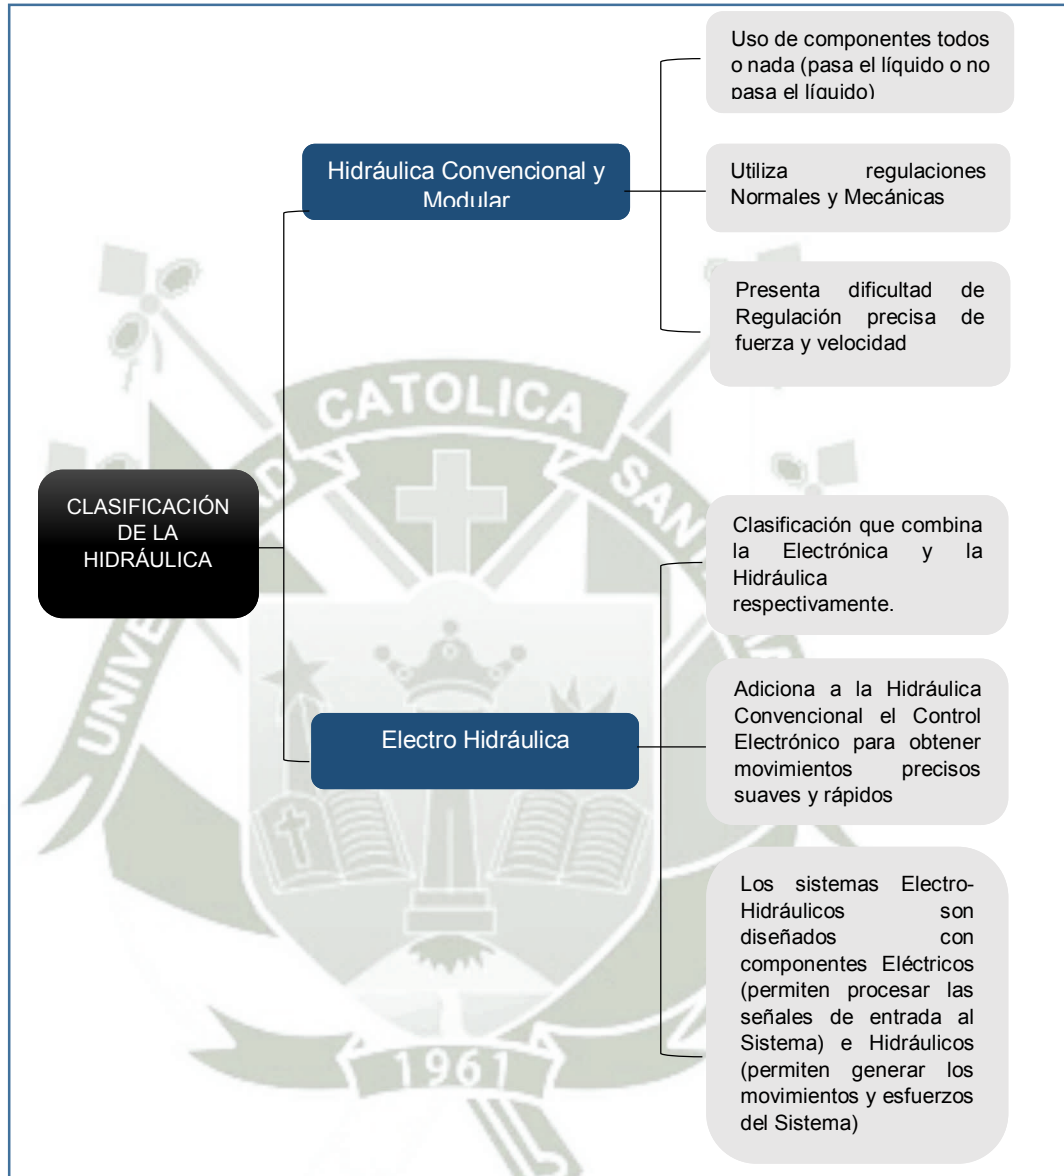 Uso de componentes todos
o nada (pasa el líquido o no
pasa el líquido)
Hidráulica Convencional y
Modular
Utiliza regulaciones
Normales y Mecánicas
Presenta dificultad de
Regulación precisa de
fuerza y velocidad
CLASIFICACIÓN
DE LA
HIDRÁULICA
Clasificación que combina
la Electrónica y la
Hidráulica
respectivamente.
Electro Hidráulica
Adiciona a la Hidráulica
Convencional el Control
Electrónico para obtener
movimientos precisos
suaves y rápidos
Los sistemas Electro-
Hidráulicos son
diseñados con
componentes Eléctricos
(permiten procesar las
señales de entrada al
Sistema) e Hidráulicos
(permiten generar los
movimientos y esfuerzos
del Sistema)
CATOLICA
1961